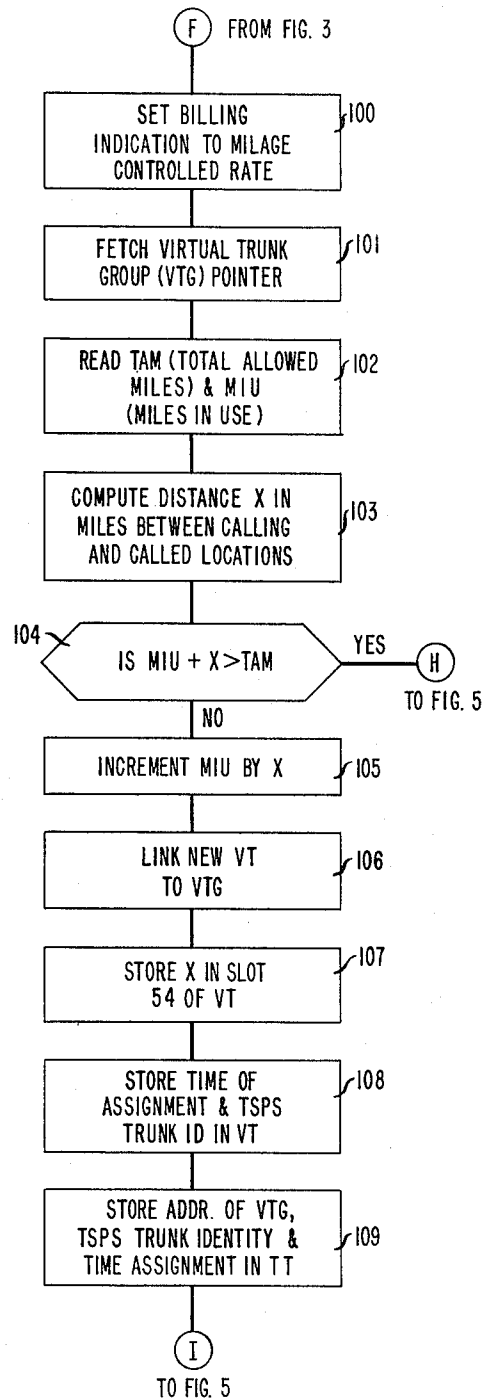 F FROM FIG. 3
SET BILLING
INDICATION TO MILAGE
CONTROLLED RATE
100
FETCH VIRTUAL TRUNK
GROUP (VTG) POINTER
101
READ TAM (TOTAL ALLOWED
MILES) & MIU
(MILES IN USE)
102
COMPUTE DISTANCE X IN
MILES BETWEEN CALLING
AND CALLED LOCATIONS
103
104
IS MIU + X>TAM
YES
H
TO FIG. 5
NO
INCREMENT MIU BY X
105
LINK NEW VT
TO VTG
106
STORE X IN SLOT
54 OF VT
107
STORE TIME OF
ASSIGNMENT & TSPS
TRUNK ID IN VT
108
STORE ADDR. OF VTG,
TSPS TRUNK IDENTITY &
TIME ASSIGNMENT IN TT
109
I
TO FIG. 5